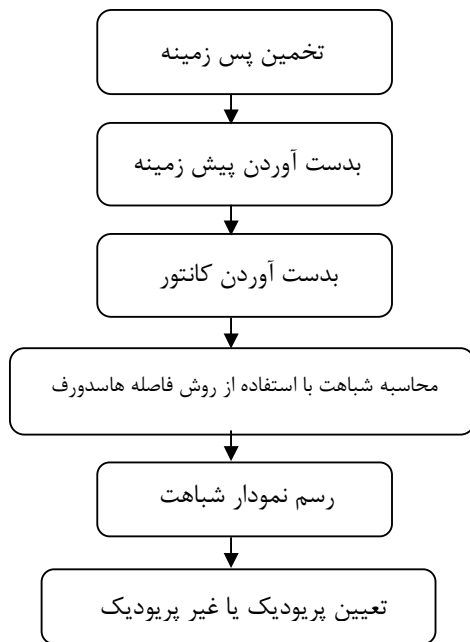 تخمین پس زمینه
بدست آوردن پیش زمینه
بدست آوردن کانتور
محاسبه شباهت با استفاده از روش فاصله هاسدورف
رسم نمودار شباهت
تعیین پریودیک یا غیر پریودیک